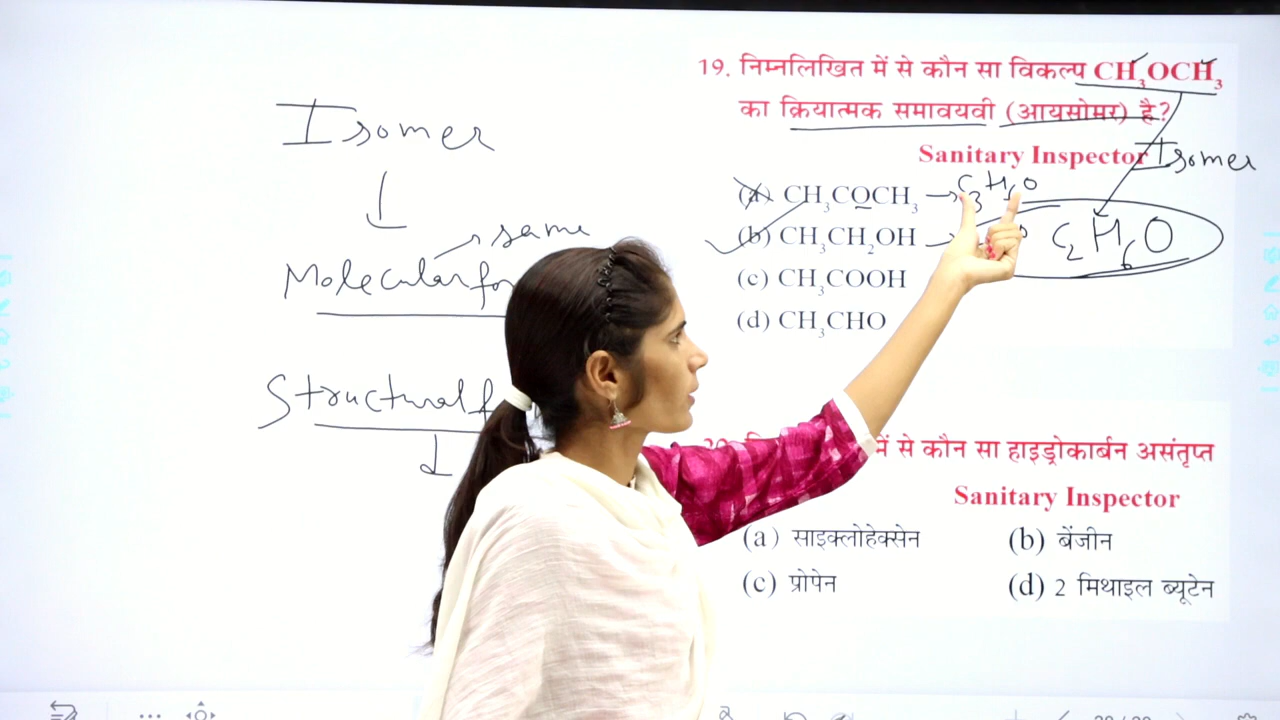 19. निम्नलिखित में से कौन सा विकल्प CH₃OCH₃
का क्रियात्मक समावयवी (आयसोमर) है?
Sanitary Inspector
Isomer
(a) CH₃COCH₃ → C₃H₆O
(b) CH₃CH₂OH → C₂H₆O
(c) CH₃COOH
(d) CH₃CHO
Isomer
same
Molecular for
Structural f
में से कौन सा हाइड्रोकार्बन असंतृप्त
Sanitary Inspector
(a) साइक्लोहेक्सेन (b) बेंजीन
(c) प्रोपेन (d) 2 मिथाइल ब्यूटेन